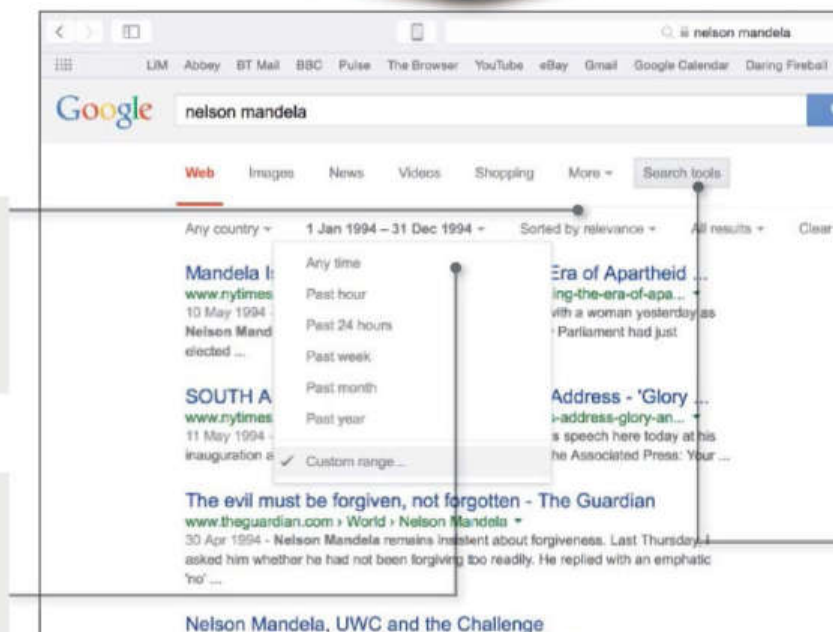 nelson mandela
LIM Abbey BT Mail BBC Pulse The Browser YouTube eBay Gmail Google Calendar Daring Fireball
Google nelson mandela
Web Images News Videos Shopping More Search tools
Any country 1 Jan 1994 – 31 Dec 1994 Sorted by relevance All results Clear
Any time
Past hour
Past 24 hours
Past week
Past month
Past year
✓ Custom range...
Mandela Era of Apartheid ...
www.nytimes ing-the-era-of-apa...
10 May 1994 - with a woman yesterday as
Nelson Mand Parliament had just
elected ...
SOUTH A Address - 'Glory ...
www.nytimes -address-glory-an...
11 May 1994 - s speech here today at his
inauguration a he Associated Press: Your ...
The evil must be forgiven, not forgotten - The Guardian
www.theguardian.com › World › Nelson Mandela
30 Apr 1994 - Nelson Mandela remains insistent about forgiveness. Last Thursday, I
asked him whether he had not been forgiving too readily. He replied with an emphatic
'no' ...
Nelson Mandela, UWC and the Challenge